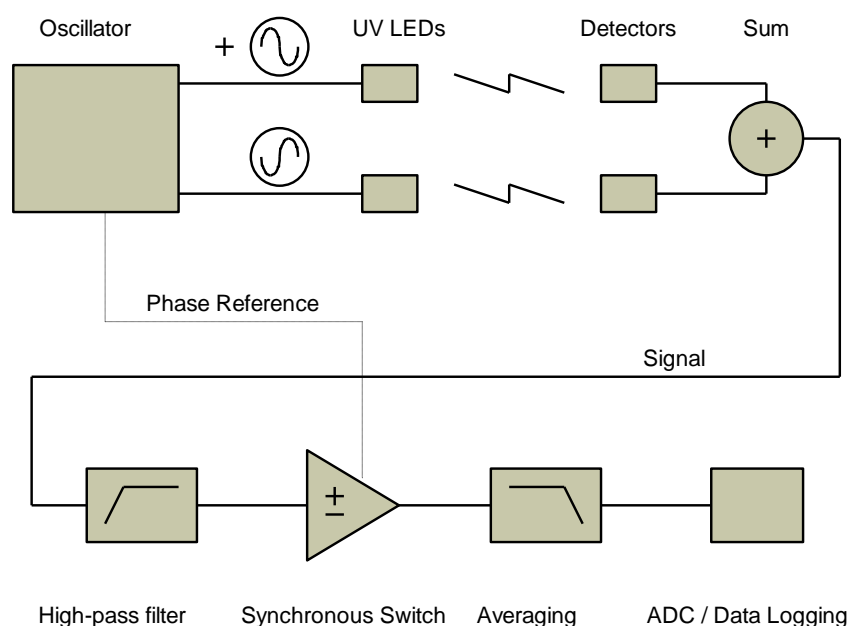 Oscillator
+
UV LEDs
Detectors
Sum
+
Phase Reference
Signal
±
−
High-pass filter
Synchronous Switch
Averaging
ADC / Data Logging